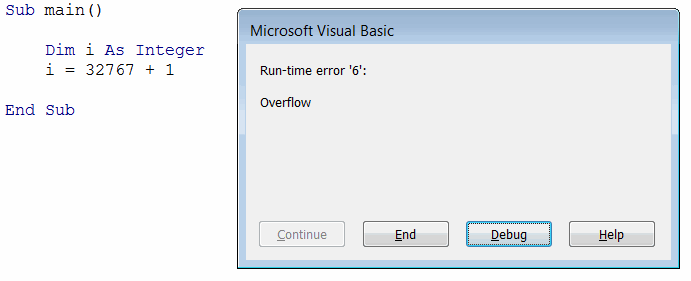 Sub main()
Dim i As Integer
i = 32767 + 1
End Sub
Microsoft Visual Basic
Run-time error '6':
Overflow
Continue End Debug Help